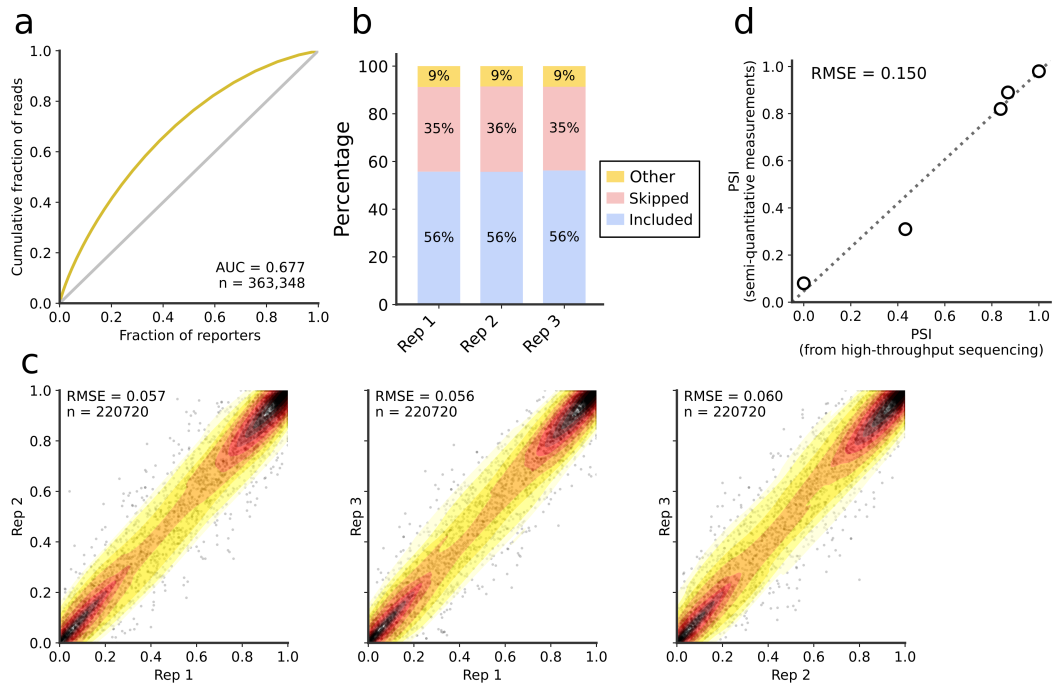 a
Cumulative fraction of reads
1.0
0.8
0.6
0.4
0.2
0.0
AUC = 0.677
n = 363,348
0.0 0.2 0.4 0.6 0.8 1.0
Fraction of reporters
b
Percentage
100
80
60
40
20
0
9% 9% 9%
35% 36% 35%
56% 56% 56%
Rep 1 Rep 2 Rep 3
Other
Skipped
Included
d
PSI
(semi-quantitative measurements)
1.0
0.8
0.6
0.4
0.2
0.0
RMSE = 0.150
0.0 0.2 0.4 0.6 0.8 1.0
PSI
(from high-throughput sequencing)
c
Rep 2
1.0
0.8
0.6
0.4
0.2
0.0
RMSE = 0.057
n = 220720
0.0 0.2 0.4 0.6 0.8 1.0
Rep 1
Rep 3
RMSE = 0.056
n = 220720
0.0 0.2 0.4 0.6 0.8 1.0
Rep 1
Rep 3
RMSE = 0.060
n = 220720
0.0 0.2 0.4 0.6 0.8 1.0
Rep 2